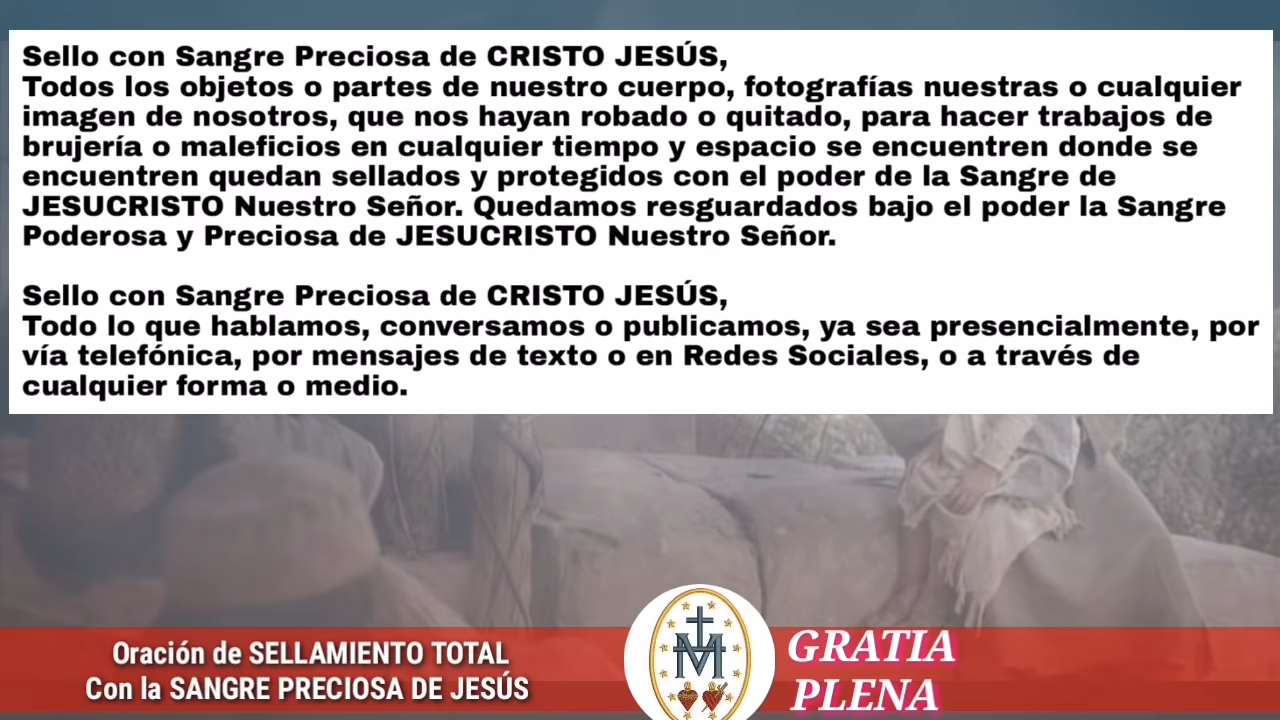 Sello con Sangre Preciosa de CRISTO JESÚS,
Todos los objetos o partes de nuestro cuerpo, fotografías nuestras o cualquier
imagen de nosotros, que nos hayan robado o quitado, para hacer trabajos de
brujería o maleficios en cualquier tiempo y espacio se encuentren donde se
encuentren quedan sellados y protegidos con el poder de la Sangre de
JESUCRISTO Nuestro Señor. Quedamos resguardados bajo el poder la Sangre
Poderosa y Preciosa de JESUCRISTO Nuestro Señor.
Sello con Sangre Preciosa de CRISTO JESÚS,
Todo lo que hablamos, conversamos o publicamos, ya sea presencialmente, por
vía telefónica, por mensajes de texto o en Redes Sociales, o a través de
cualquier forma o medio.
Oración de SELLAMIENTO TOTAL
Con la SANGRE PRECIOSA DE JESÚS
M
GRATIA
PLENA